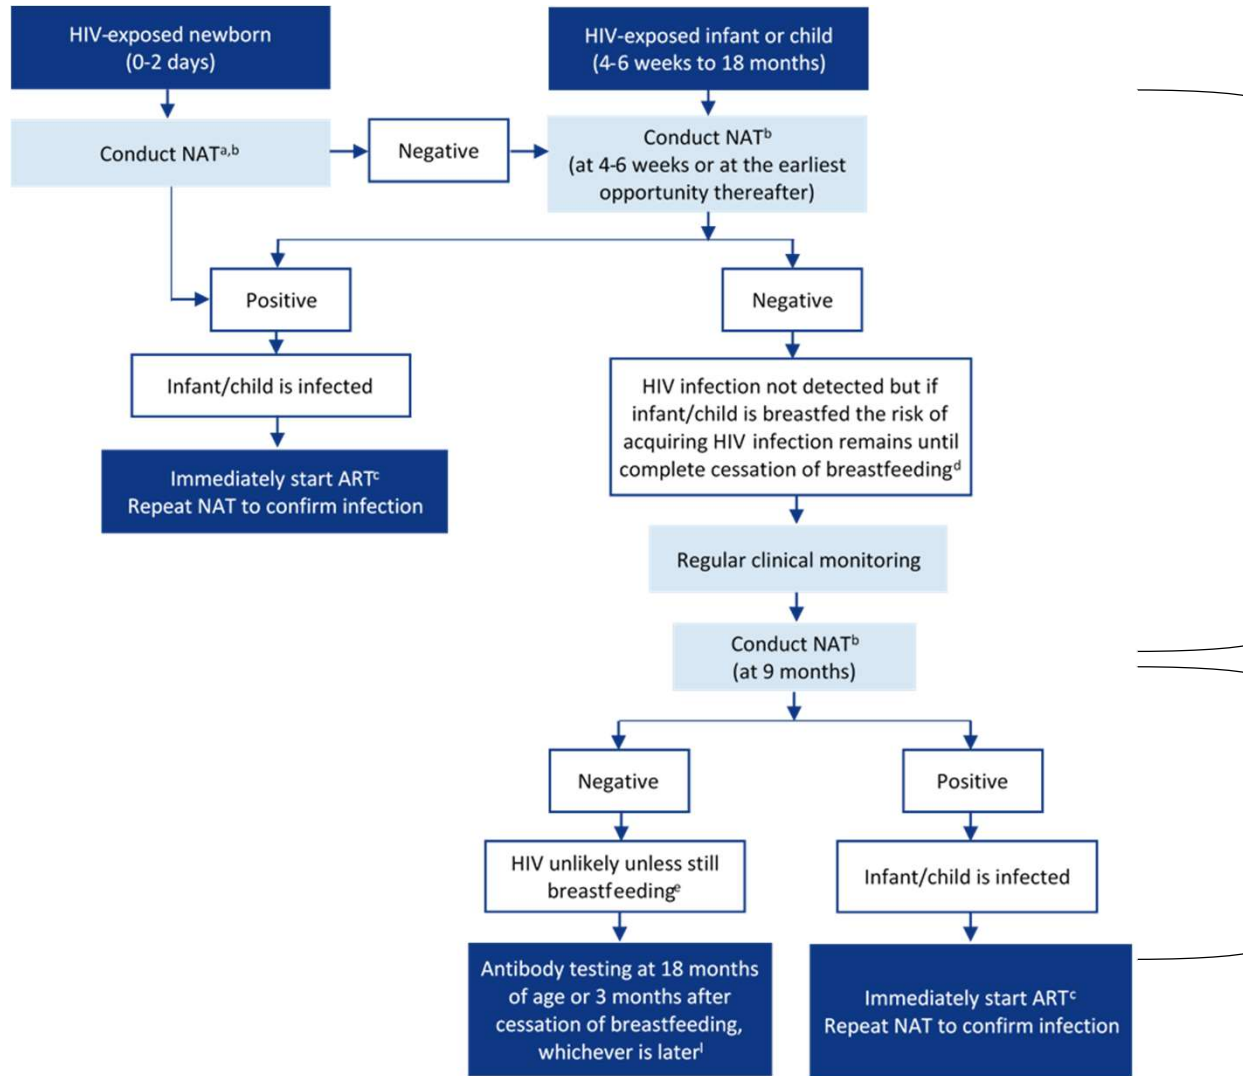 HIV-exposed newborn
(0-2 days)
HIV-exposed infant or child
(4-6 weeks to 18 months)
Conduct NATa,b
Negative
Conduct NATb
(at 4-6 weeks or at the earliest
opportunity thereafter)
Positive
Negative
Infant/child is infected
HIV infection not detected but if
infant/child is breastfed the risk of
acquiring HIV infection remains until
complete cessation of breastfeedingd
Immediately start ARTc
Repeat NAT to confirm infection
Regular clinical monitoring
Conduct NATb
(at 9 months)
Negative
Positive
HIV unlikely unless still
breastfeedinge
Infant/child is infected
Antibody testing at 18 months
of age or 3 months after
cessation of breastfeeding,
whichever is laterl
Immediately start ARTc
Repeat NAT to confirm infection